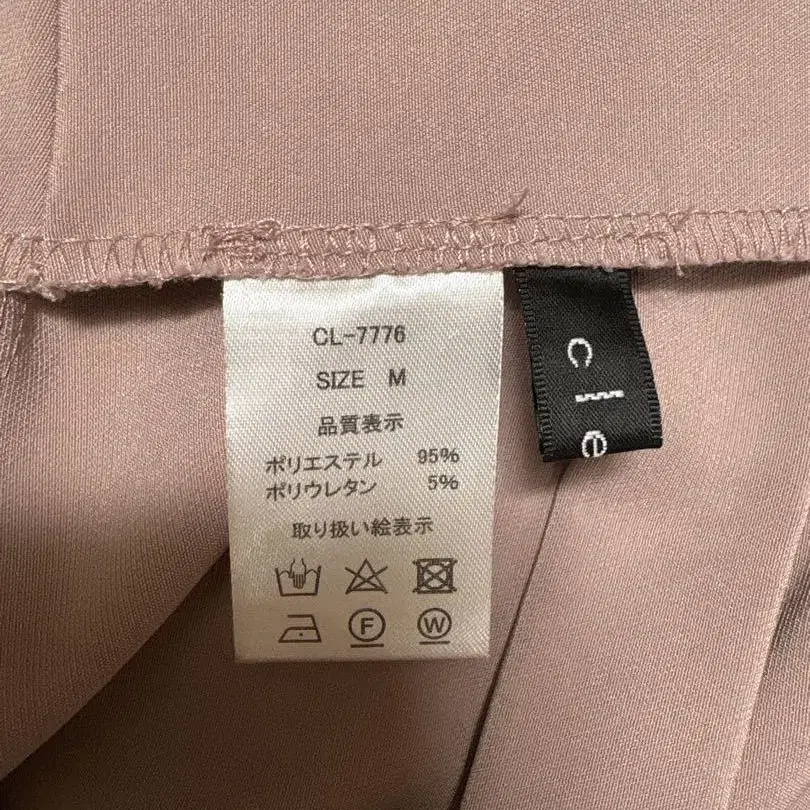 CL-7776
SIZE M
品質表示
ポリエステル 95%
ポリウレタン 5%
取り扱い絵表示
F W
cle